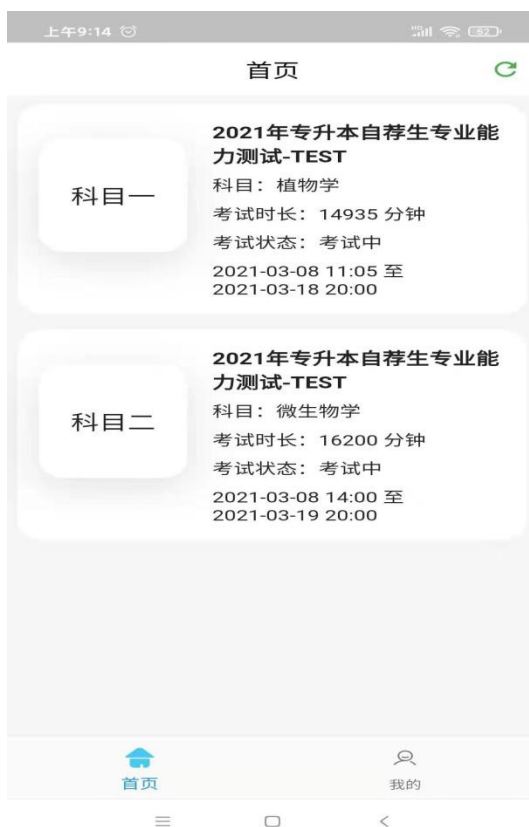 上午9:14
52
首页
科目一
2021年专升本自荐生专业能
力测试-TEST
科目：植物学
考试时长：14935 分钟
考试状态：考试中
2021-03-08 11:05 至
2021-03-18 20:00
科目二
2021年专升本自荐生专业能
力测试-TEST
科目：微生物学
考试时长：16200 分钟
考试状态：考试中
2021-03-08 14:00 至
2021-03-19 20:00
首页
我的